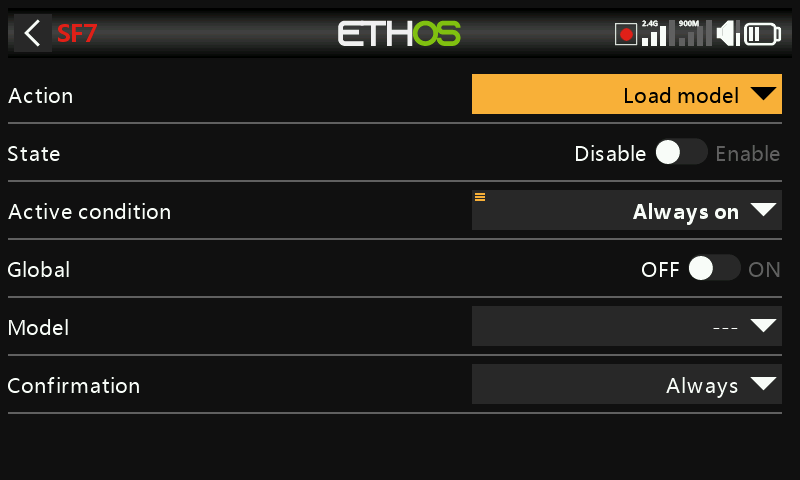 SF7 ETHOS 2.4G 900M
Action Load model
State Disable Enable
Active condition Always on
Global OFF ON
Model ---
Confirmation Always